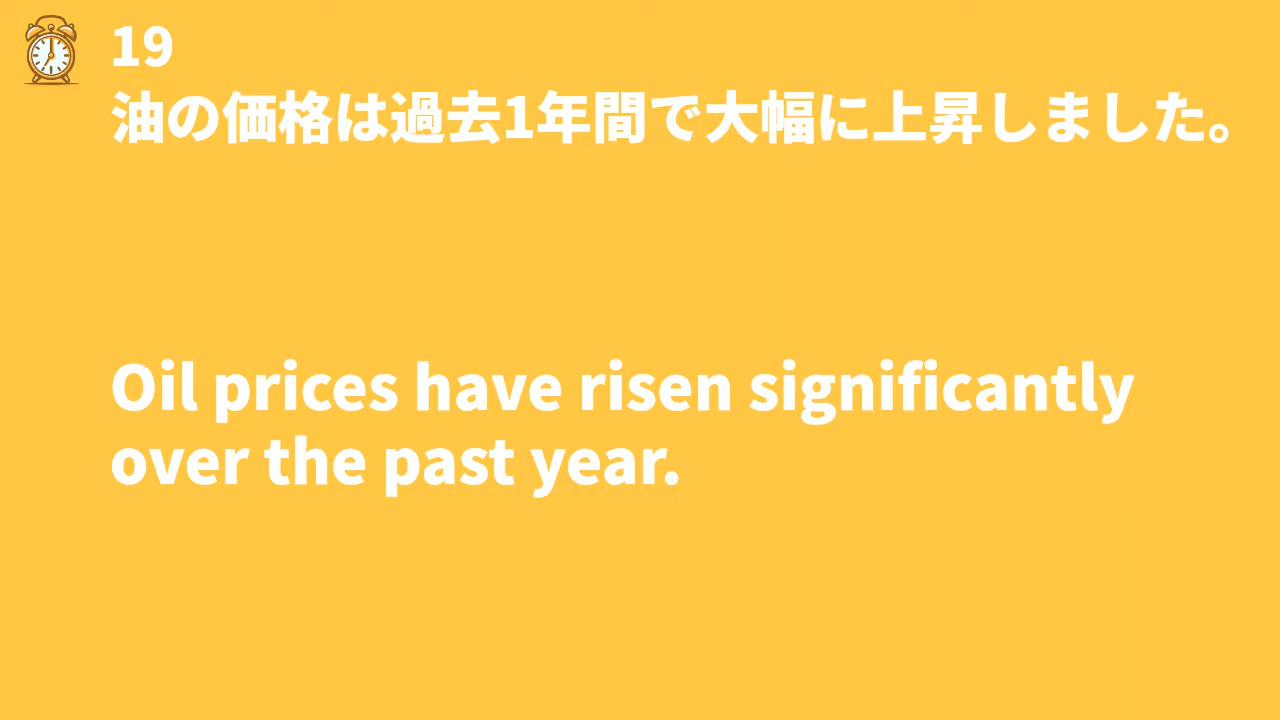 19
油の価格は過去1年間で大幅に上昇しました。
Oil prices have risen significantly
over the past year.